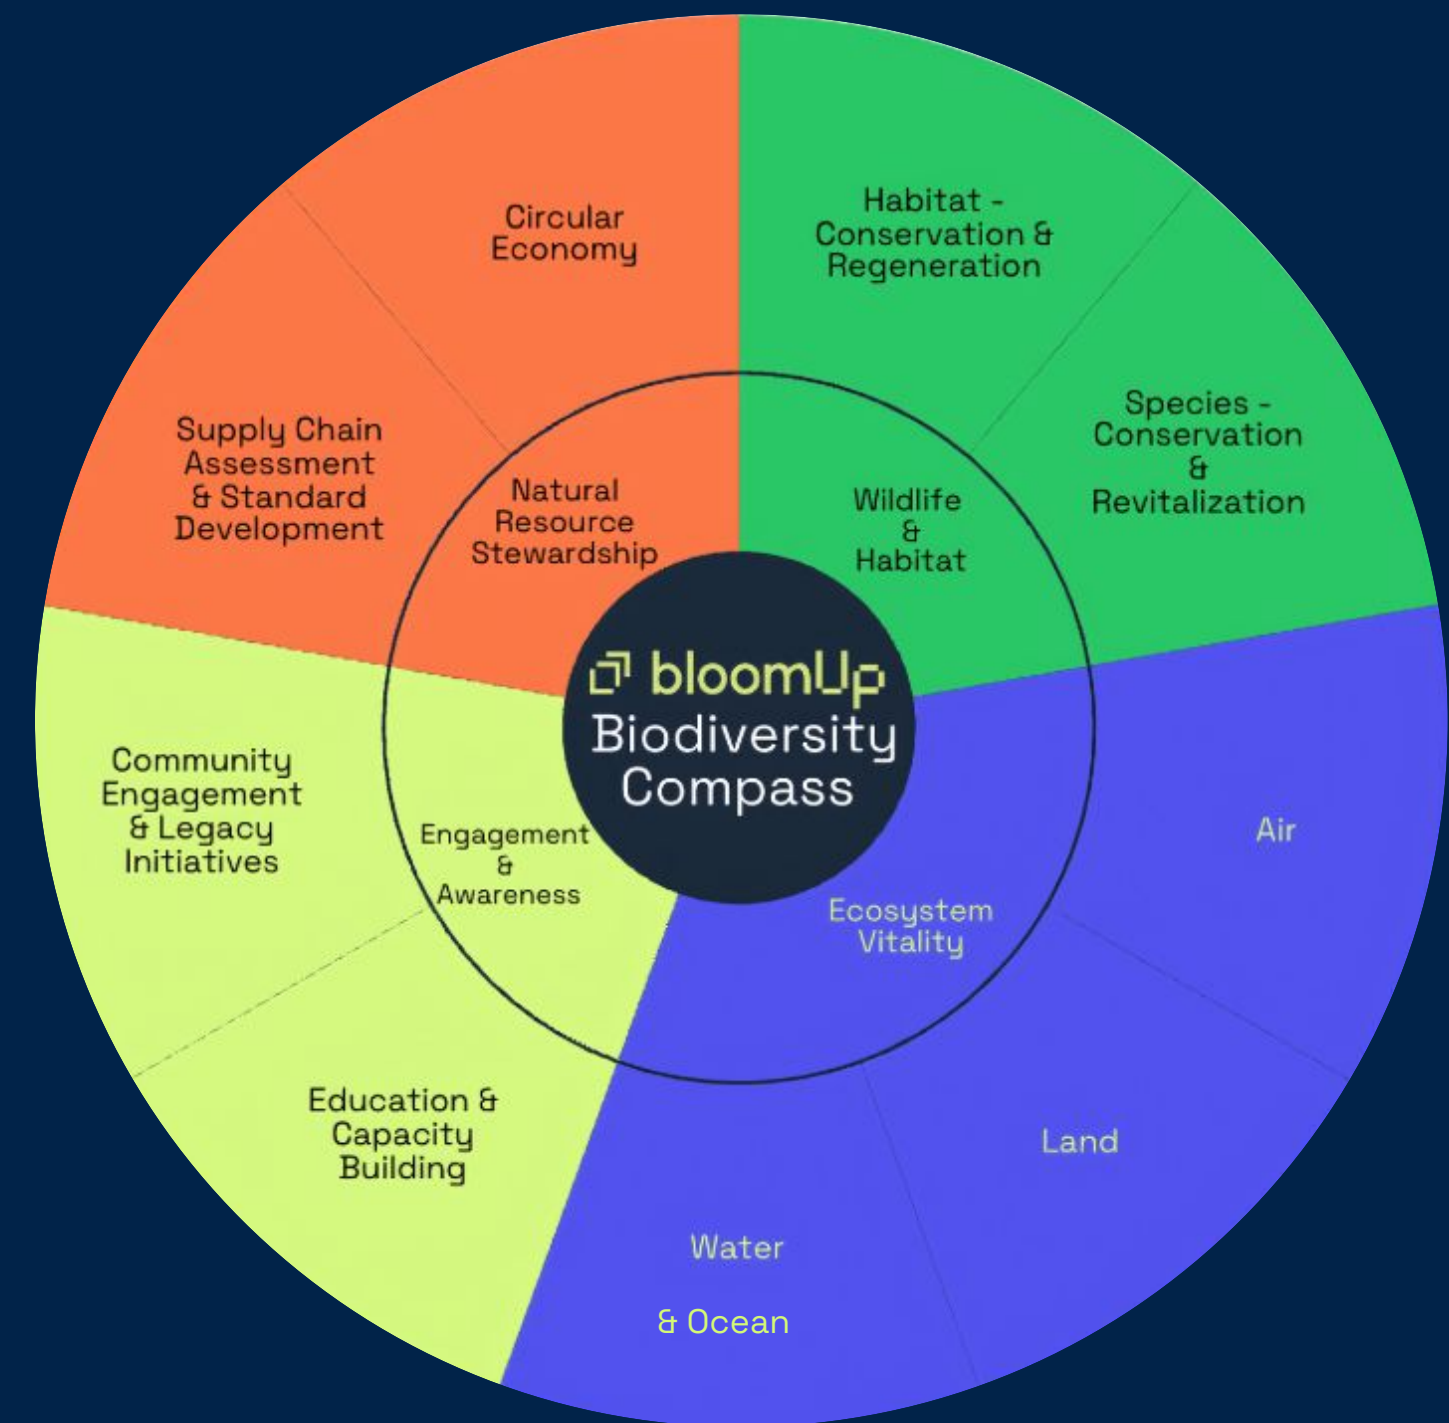 Circular
Economy
Habitat -
Conservation &
Regeneration
Species -
Conservation
&
Revitalization
Supply Chain
Assessment
& Standard
Development
Natural
Resource
Stewardship
Wildlife
&
Habitat
bloomUp
Biodiversity
Compass
Community
Engagement
& Legacy
Initiatives
Engagement
&
Awareness
Ecosystem
Vitality
Air
Land
Education &
Capacity
Building
Water
& Ocean